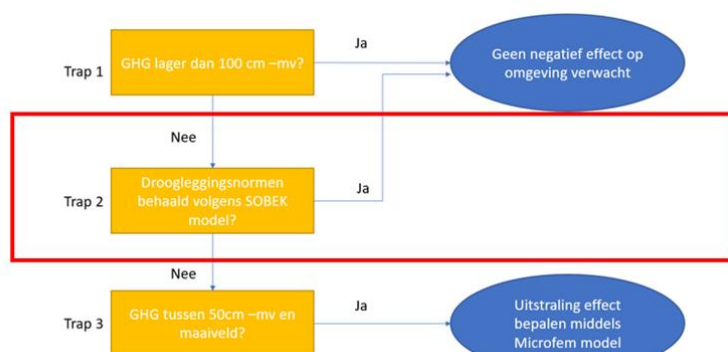 Trap 1
GHG lager dan 100 cm –mv?
Ja
Geen negatief effect op
omgeving verwacht
Nee
Trap 2
Droogleggingsnormen
behaald volgens SOBEK
model?
Ja
Nee
Trap 3
GHG tussen 50cm –mv en
maaiveld?
Ja
Uitstraling effect
bepalen middels
Microfem model